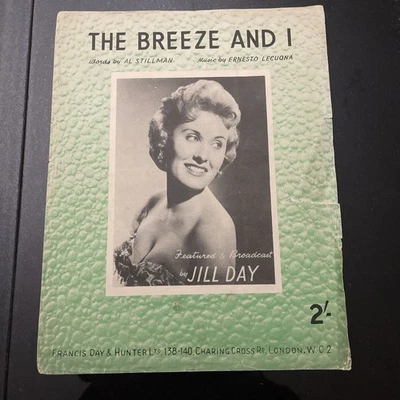 THE BREEZE AND I
Words by AL STILLMAN Music by ERNESTO LECUONA
Featured & Broadcast
by JILL DAY
2/-
FRANCIS DAY & HUNTER LTD 138-140 CHARING CROSS RD, LONDON, W.C.2